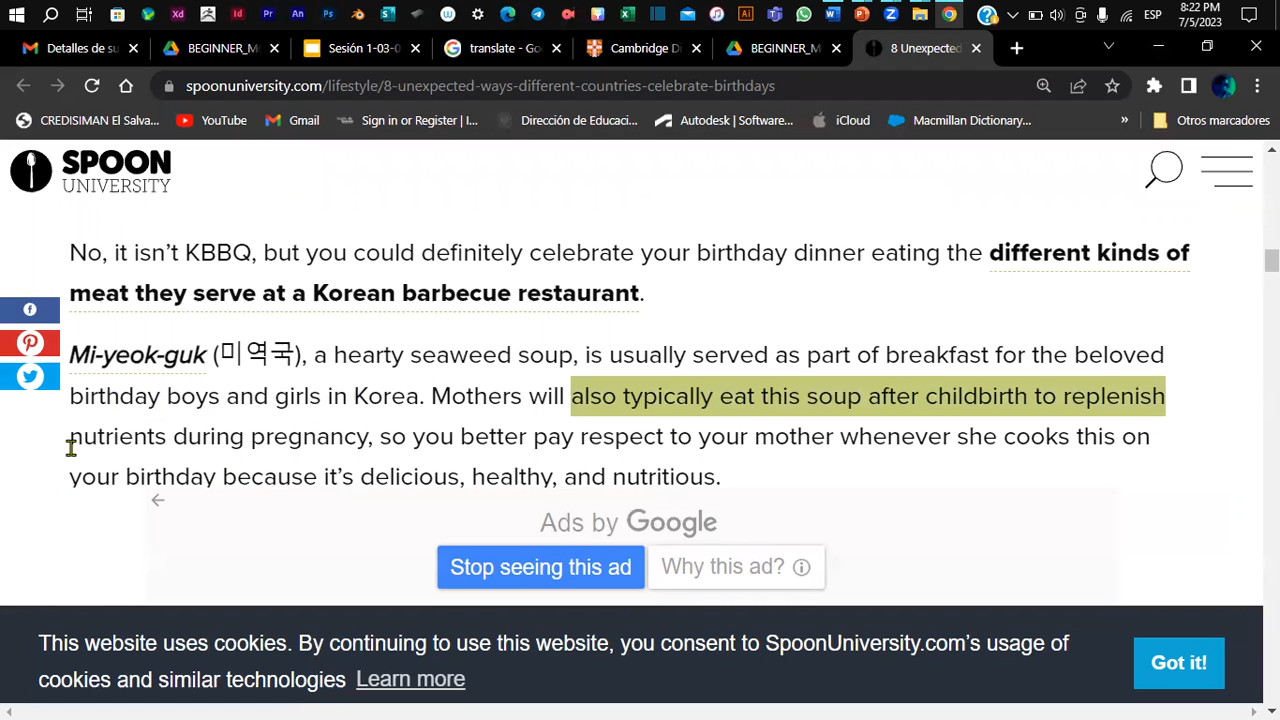 8:22 PM
ESP
7/5/2023
Xd
Ai
Id
Pr
An
Ps
Detalles de su
BEGINNER_M
Sesión 1-03-0
translate - Go
Cambridge D
BEGINNER_M
8 Unexpected
spoonuniversity.com/lifestyle/8-unexpected-ways-different-countries-celebrate-birthdays
CREDISIMAN El Salva...
YouTube
Gmail
Sign in or Register | I...
Dirección de Educaci...
Autodesk | Software...
iCloud
Macmillan Dictionary...
»
Otros marcadores
SPOON
UNIVERSITY
No, it isn’t KBBQ, but you could definitely celebrate your birthday dinner eating the different kinds of
meat they serve at a Korean barbecue restaurant.
Mi-yeok-guk (미역국), a hearty seaweed soup, is usually served as part of breakfast for the beloved
birthday boys and girls in Korea. Mothers will also typically eat this soup after childbirth to replenish
nutrients during pregnancy, so you better pay respect to your mother whenever she cooks this on
your birthday because it’s delicious, healthy, and nutritious.
Ads by Google
Stop seeing this ad
Why this ad?
This website uses cookies. By continuing to use this website, you consent to SpoonUniversity.com’s usage of
cookies and similar technologies Learn more
Got it!